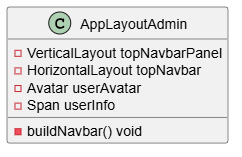 C AppLayoutAdmin
VerticalLayout topNavbarPanel
HorizontalLayout topNavbar
Avatar userAvatar
Span userInfo
buildNavbar() void